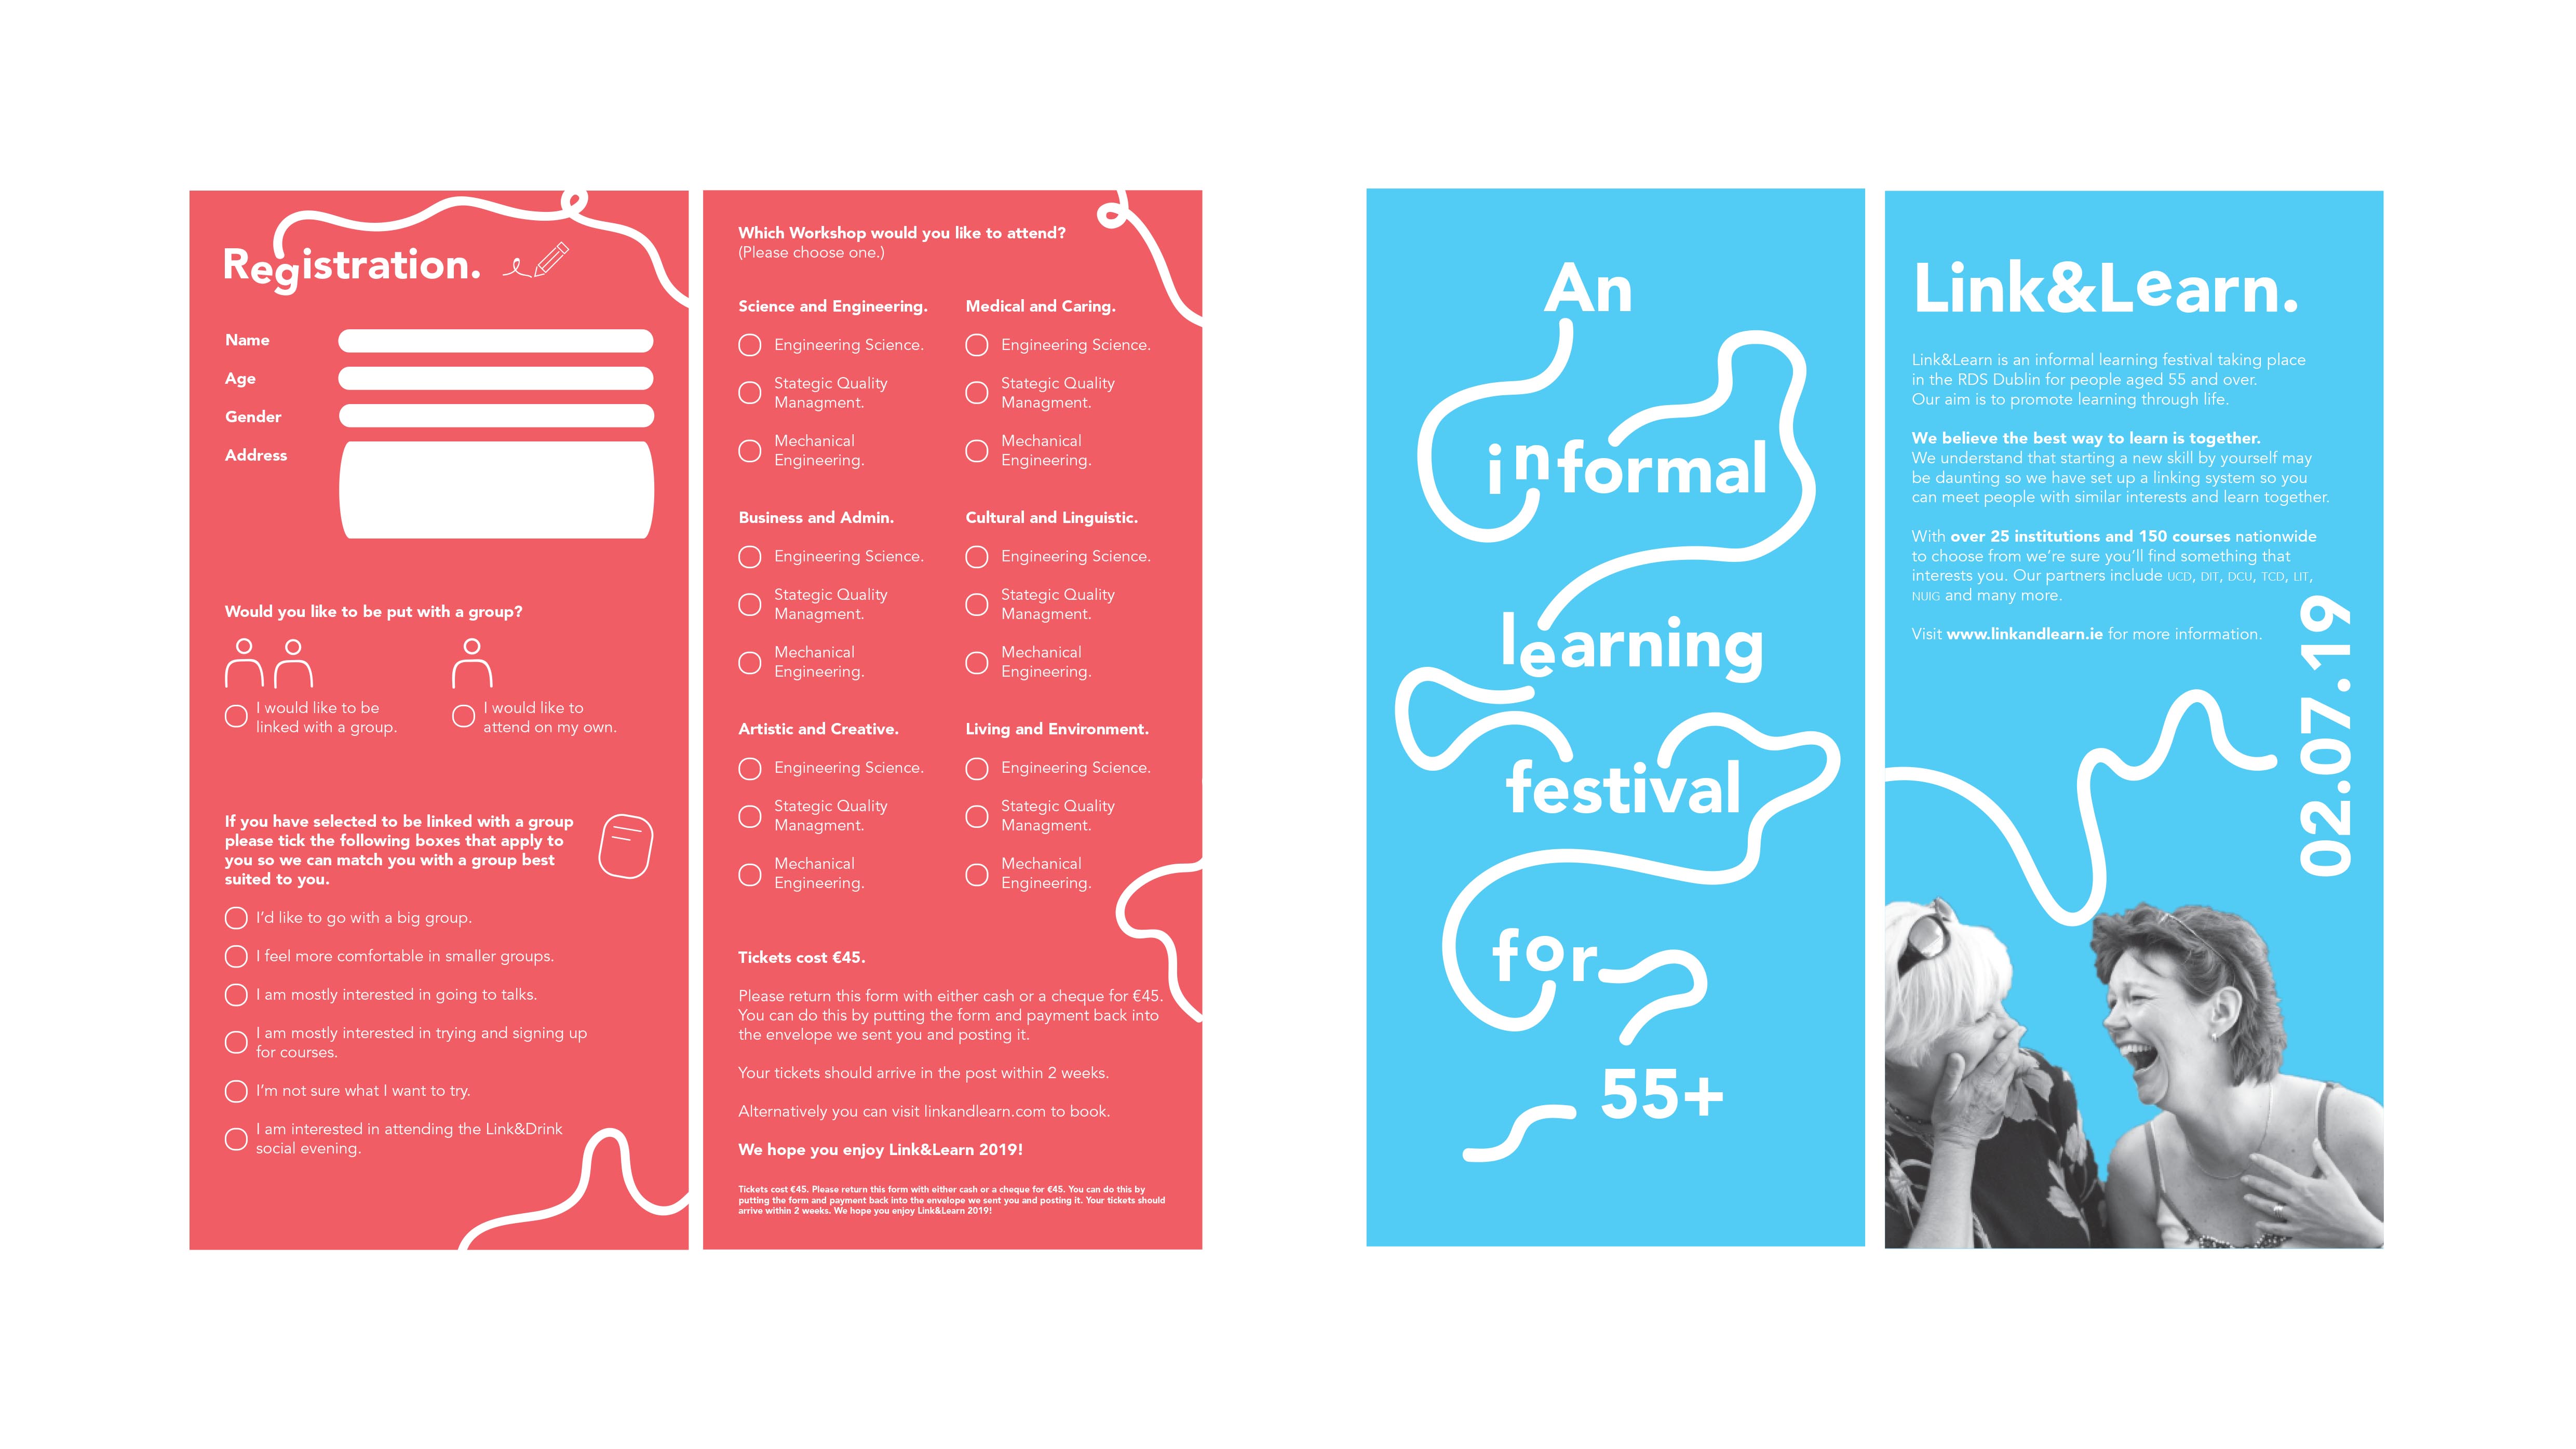 Registration.
Name
Age
Gender
Address
Would you like to be put with a group?
I would like to be
linked with a group.
I would like to
attend on my own.
If you have selected to be linked with a group
please tick the following boxes that apply to
you so we can match you with a group best
suited to you.
I'd like to go with a big group.
I feel more comfortable in smaller groups.
I am mostly interested in going to talks.
I am mostly interested in trying and signing up
for courses.
I'm not sure what I want to try.
I am interested in attending the Link&Drink
social evening.
Which Workshop would you like to attend?
(Please choose one.)
Science and Engineering.
Engineering Science.
Stategic Quality
Managment.
Mechanical
Engineering.
Medical and Caring.
Engineering Science.
Stategic Quality
Managment.
Mechanical
Engineering.
Business and Admin.
Engineering Science.
Stategic Quality
Managment.
Mechanical
Engineering.
Cultural and Linguistic.
Engineering Science.
Stategic Quality
Managment.
Mechanical
Engineering.
Artistic and Creative.
Engineering Science.
Stategic Quality
Managment.
Mechanical
Engineering.
Living and Environment.
Engineering Science.
Stategic Quality
Managment.
Mechanical
Engineering.
Tickets cost €45.
Please return this form with either cash or a cheque for €45.
You can do this by putting the form and payment back into
the envelope we sent you and posting it.
Your tickets should arrive in the post within 2 weeks.
Alternatively you can visit linkandlearn.com to book.
We hope you enjoy Link&Learn 2019!
Tickets cost €45. Please return this form with either cash or a cheque for €45. You can do this by
putting the form and payment back into the envelope we sent you and posting it. Your tickets should
arrive within 2 weeks. We hope you enjoy Link&Learn 2019!
An
informal
learning
festival
for
55+
Link&Learn.
Link&Learn is an informal learning festival taking place
in the RDS Dublin for people aged 55 and over.
Our aim is to promote learning through life.
We believe the best way to learn is together.
We understand that starting a new skill by yourself may
be daunting so we have set up a linking system so you
can meet people with similar interests and learn together.
With over 25 institutions and 150 courses nationwide
to choose from we're sure you'll find something that
interests you. Our partners include UCD, DIT, DCU, TCD, LIT,
NUIG and many more.
Visit www.linkandlearn.ie for more information.
02.07.19